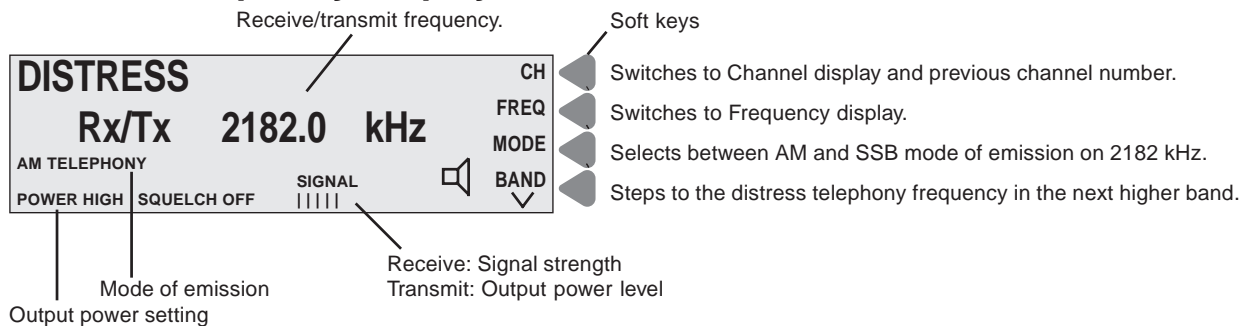 Receive/transmit frequency.
Soft keys
DISTRESS
CH
Switches to Channel display and previous channel number.
Rx/Tx 2182.0 kHz
FREQ
Switches to Frequency display.
MODE
Selects between AM and SSB mode of emission on 2182 kHz.
AM TELEPHONY
BAND
Steps to the distress telephony frequency in the next higher band.
POWER HIGH SQUELCH OFF
SIGNAL
Receive: Signal strength
Transmit: Output power level
Mode of emission
Output power setting